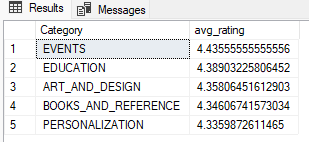 Results Messages
Category avg_rating
1 EVENTS 4.43555555555556
2 EDUCATION 4.38903225806452
3 ART_AND_DESIGN 4.35806451612903
4 BOOKS_AND_REFERENCE 4.34606741573034
5 PERSONALIZATION 4.3359872611465